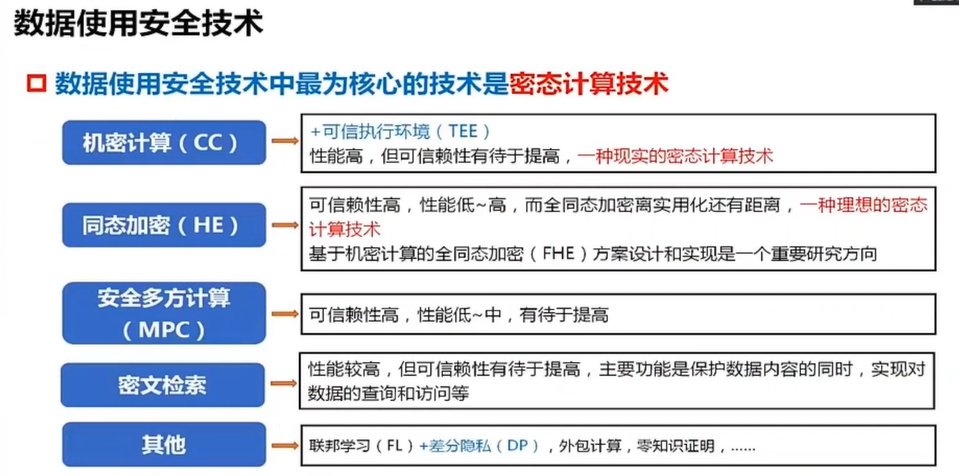 数据使用安全技术
数据使用安全技术中最为核心的技术是密态计算技术
机密计算（CC）
+可信执行环境（TEE）
性能高，但可信赖性有待于提高，一种现实的密态计算技术
同态加密（HE）
可信赖性高，性能低~高，而全同态加密离实用化还有距离，一种理想的密态
计算技术
基于机密计算的全同态加密（FHE）方案设计和实现是一个重要研究方向
安全多方计算
（MPC）
可信赖性高，性能低~中，有待于提高
密文检索
性能较高，但可信赖性有待于提高，主要功能是保护数据内容的同时，实现对
数据的查询和访问等
其他
联邦学习（FL）+差分隐私（DP），外包计算，零知识证明，……